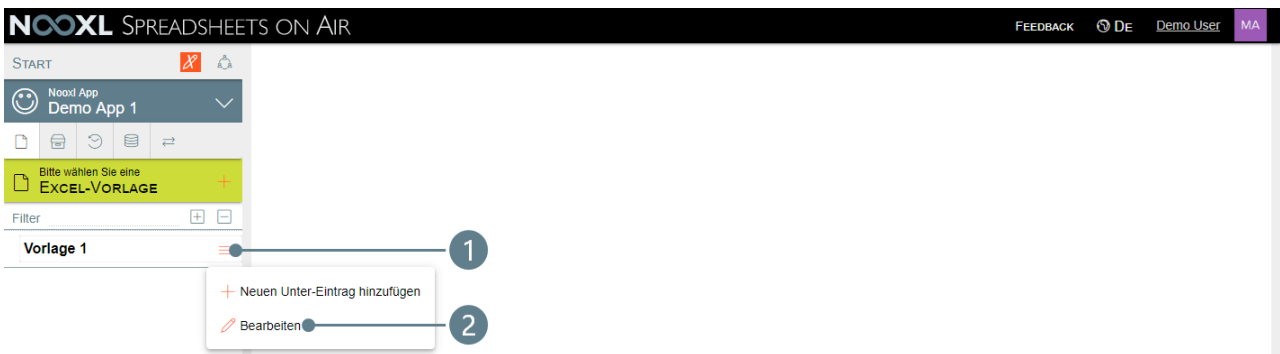 NOOXL SPREADSHEETS ON AIR
FEEDBACK DE Demo User MA
START
Nooxl App
Demo App 1
Bitte wählen Sie eine
EXCEL-VORLAGE
Filter
Vorlage 1
1
Neuen Unter-Eintrag hinzufügen
Bearbeiten
2